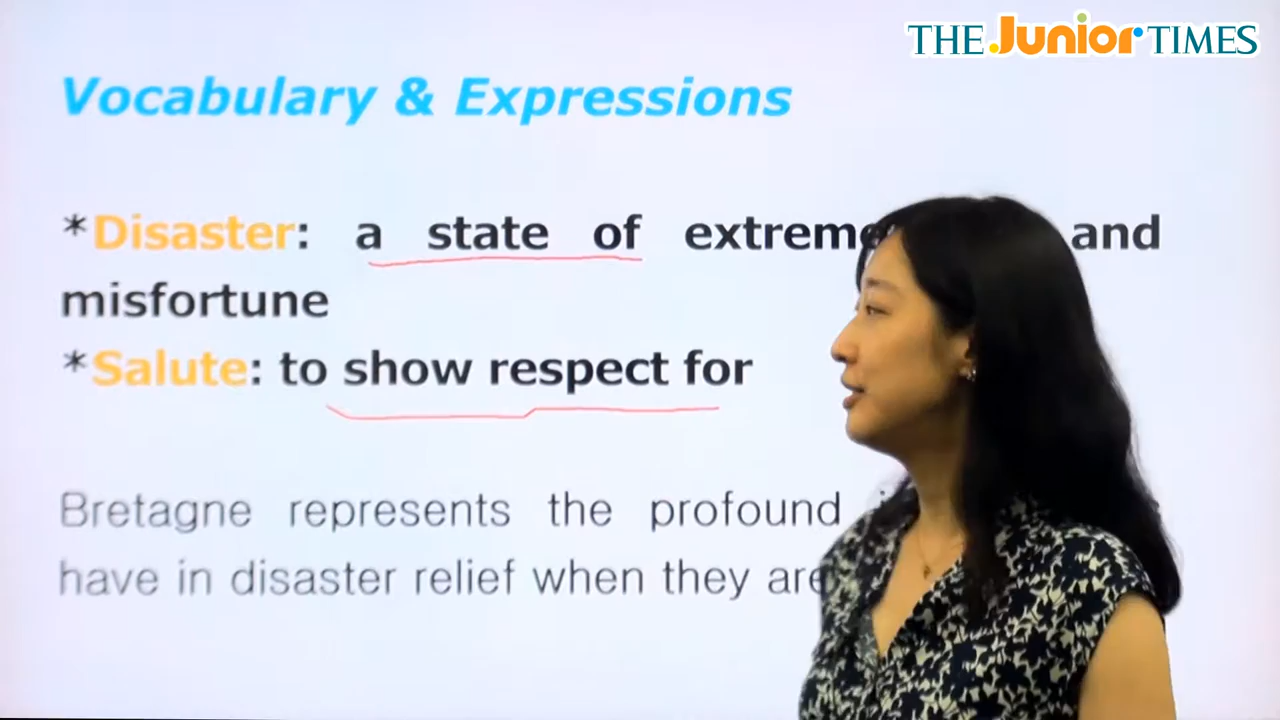 THE Junior TIMES
Vocabulary & Expressions
*Disaster: a state of extreme and
misfortune
*Salute: to show respect for
Bretagne represents the profound
have in disaster relief when they are